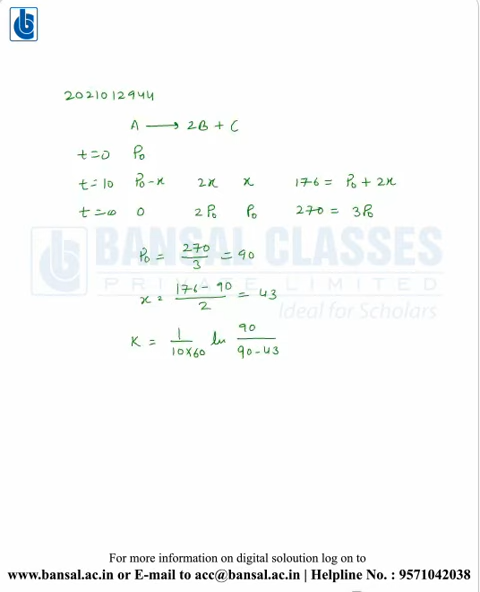 2021012944
A ⟶ 2B + C
t=0 P₀
t=10 P₀-x 2x x 176 = P₀ + 2x
t=∞ 0 2P₀ P₀ 270 = 3P₀
BANSAL CLASSES
PRIVATE LIMITED
Ideal for Scholars
P₀ = 270/3 = 90
x = (176 - 90)/2 = 43
K = 1/(10×60) ln 90/(90-43)
For more information on digital soloution log on to
www.bansal.ac.in or E-mail to acc@bansal.ac.in | Helpline No. : 9571042038